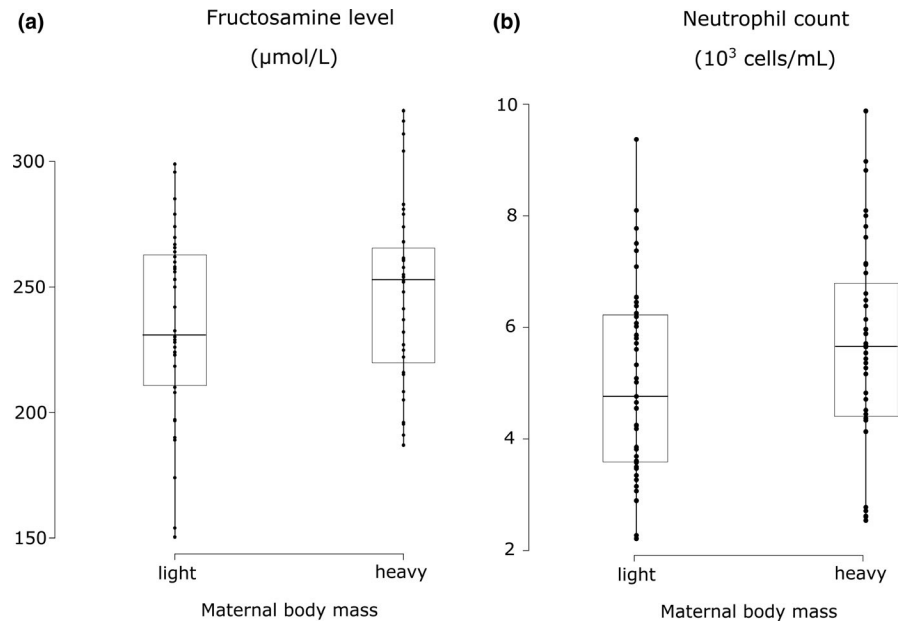 (a)
Fructosamine level
(μmol/L)
300
250
200
150
light
heavy
Maternal body mass
(b)
Neutrophil count
(10³ cells/mL)
10
8
6
4
2
light
heavy
Maternal body mass